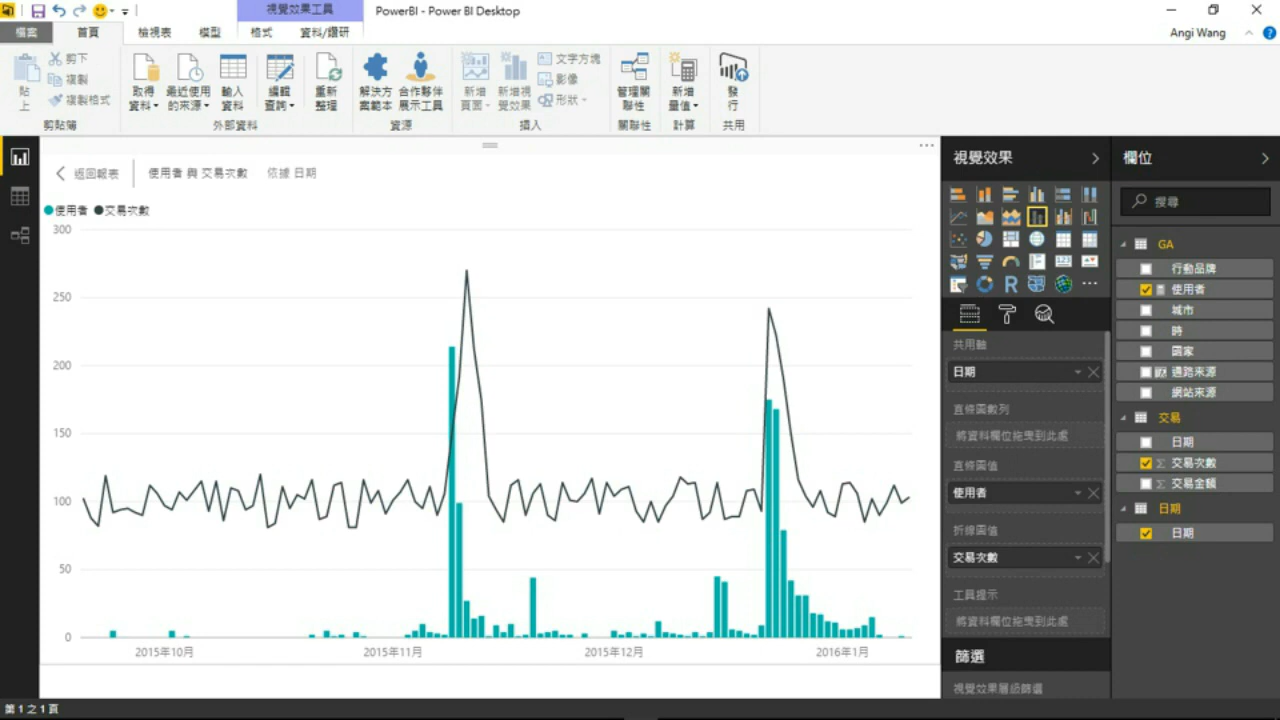 視覺效果工具
PowerBI - Power BI Desktop
檔案
首頁
檢視表
模型
格式
資料/鑽研
Angi Wang
貼上
剪下
複製
複製格式
剪貼簿
取得資料
最近使用的來源
輸入資料
編輯查詢
重新整理
外部資料
解決方案範本
合作夥伴展示工具
資源
新增頁面
新增視覺效果
文字方塊
影像
形狀
插入
管理關聯性
關聯性
新增量值
計算
發行
共用
返回報表
使用者 與 交易次數
依據 日期
使用者 交易次數
300
250
200
150
100
50
0
2015年10月
2015年11月
2015年12月
2016年1月
視覺效果
共用軸
日期
直條圖數列
將資料欄位拖曳到此處
直條圖值
使用者
折線圖值
交易次數
工具提示
將資料欄位拖曳到此處
篩選
視覺效果層級篩選
欄位
搜尋
GA
行動品牌
使用者
城市
時
國家
通路來源
網站來源
交易
日期
交易次數
交易金額
日期
日期
第 1 之 1 頁